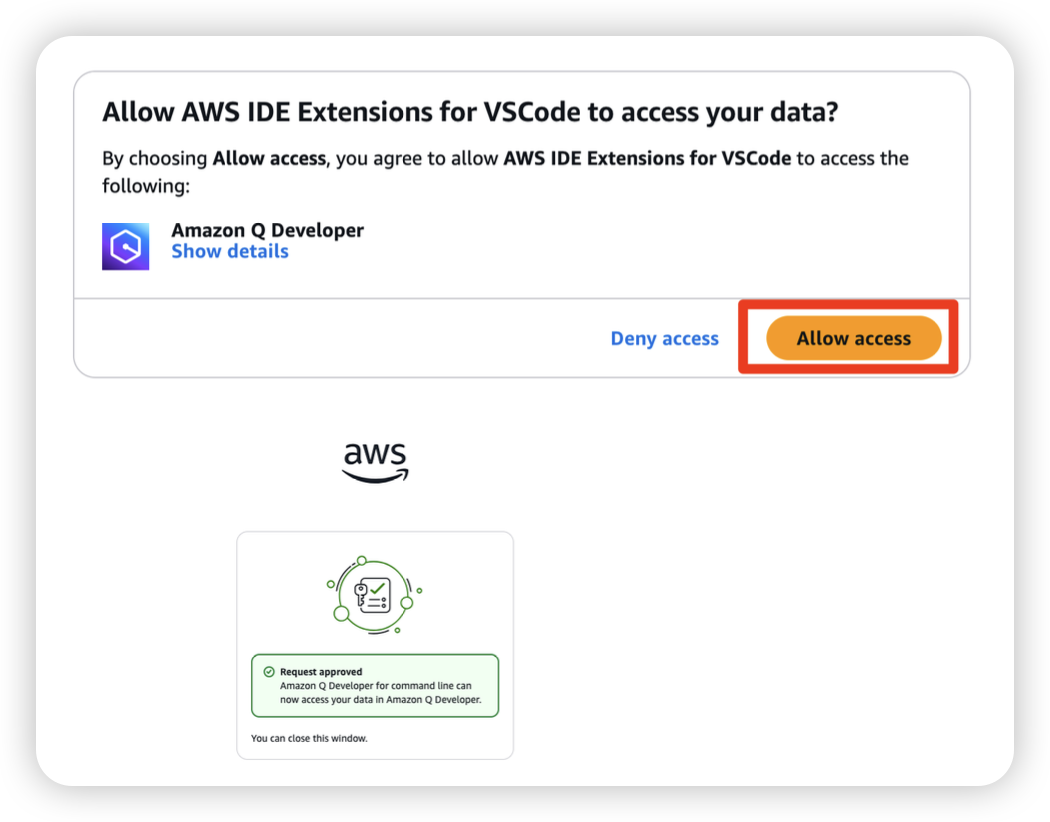 Allow AWS IDE Extensions for VSCode to access your data?
By choosing Allow access, you agree to allow AWS IDE Extensions for VSCode to access the
following:
Amazon Q Developer
Show details
Deny access
Allow access
aws
Request approved
Amazon Q Developer for command line can
now access your data in Amazon Q Developer.
You can close this window.